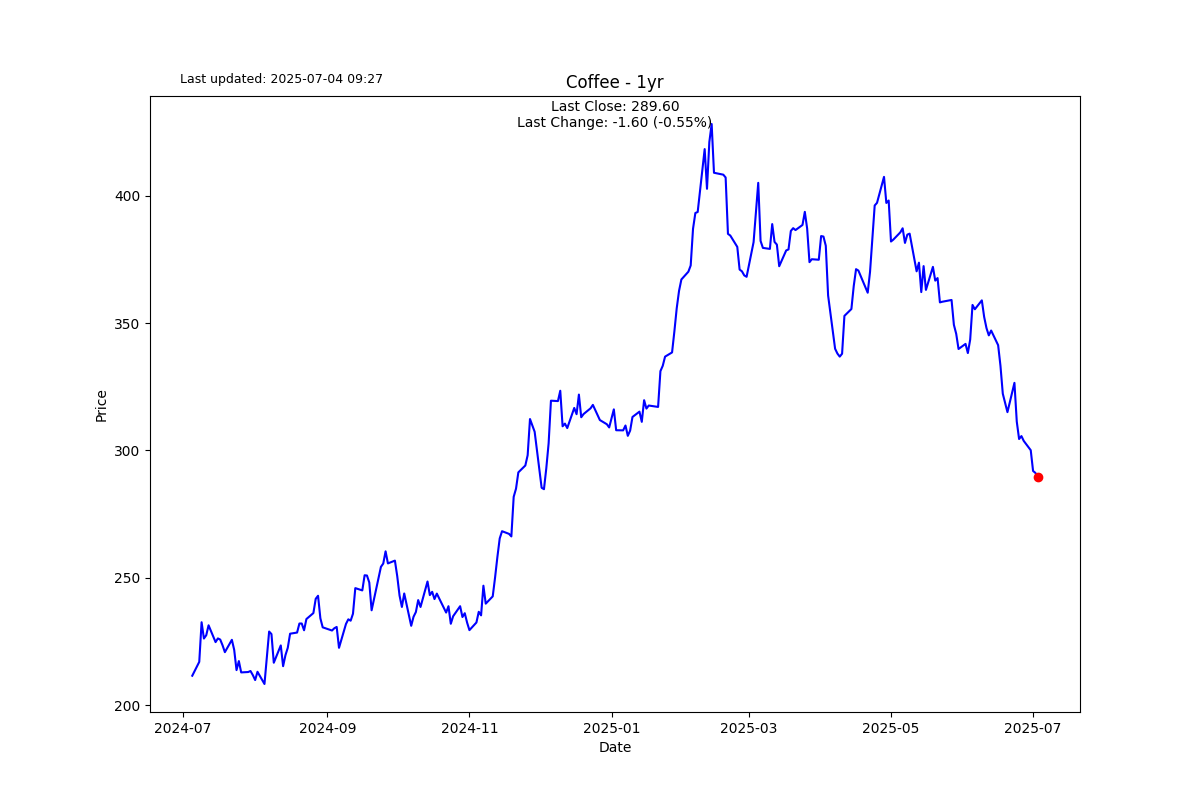 Last updated: 2025-07-04 09:27
Coffee - 1yr
Last Close: 289.60
Last Change: -1.60 (-0.55%)
Price
400
350
300
250
200
2024-07
2024-09
2024-11
2025-01
2025-03
2025-05
2025-07
Date